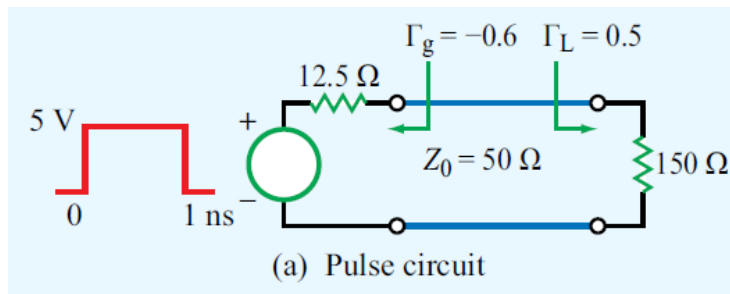 Γg = −0.6 ΓL = 0.5
12.5 Ω
5 V
+
Z0 = 50 Ω
150 Ω
−
0 1 ns
(a) Pulse circuit